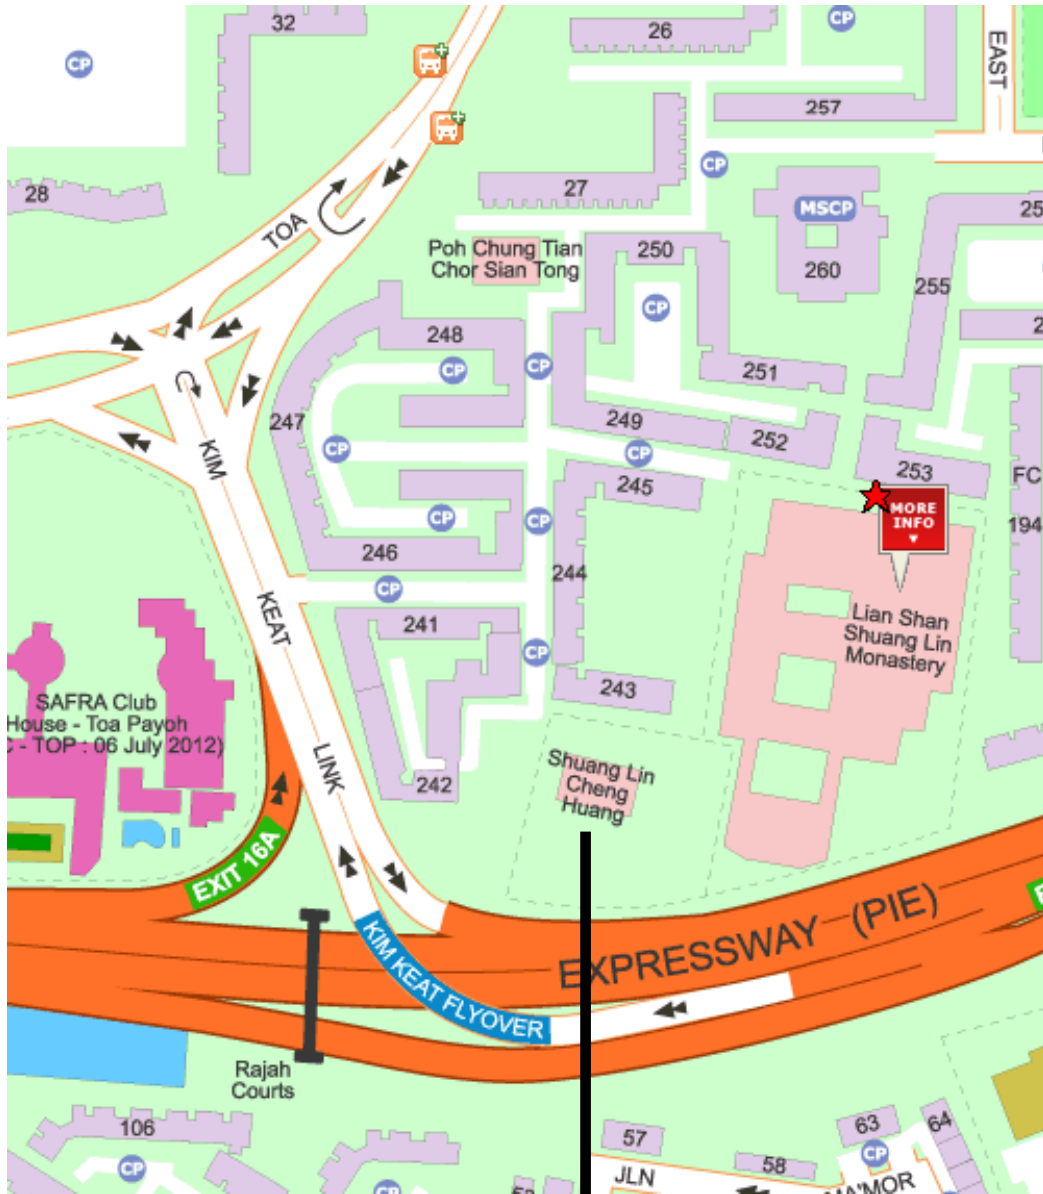 32
26
CP
CP
EAST
257
28
27
CP
TOA
MSCP
25
Poh Chung Tian
Chor Sian Tong
250
260
255
CP
248
2
CP
CP
251
247
249
CP
KIM
252
CP
253
FC
245
MORE
INFO
CP
CP
194
246
244
CP
KEAT
241
Lian Shan
Shuang Lin
Monastery
CP
243
SAFRA Club
House - Toa Payoh
C - TOP : 06 July 2012)
LINK
Shuang Lin
Cheng
Huang
242
EXIT 16A
E
EXPRESSWAY (PIE)
KIM KEAT FLYOVER
Rajah
Courts
106
57
63
64
CP
58
CP
JLN
MA'MOR
CP
52